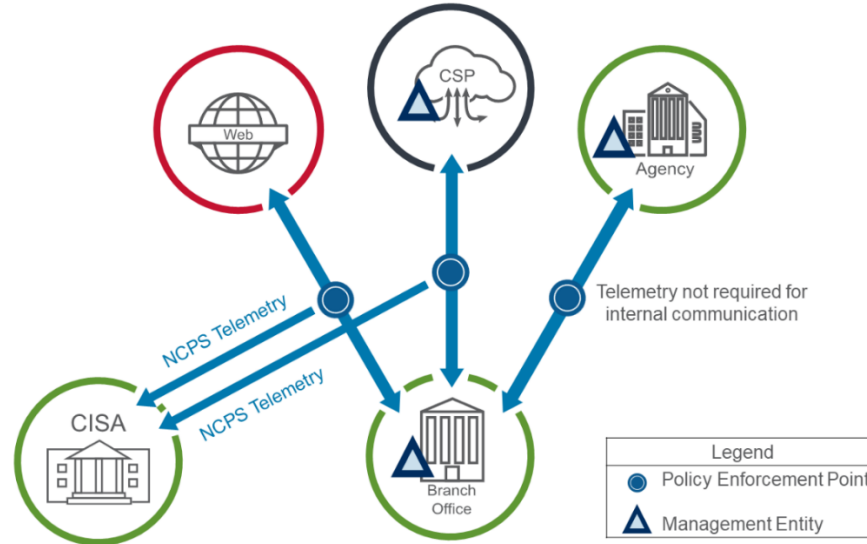 Web
CSP
Agency
Telemetry not required for
internal communication
NCPS Telemetry
NCPS Telemetry
CISA
Branch
Office
Legend
Policy Enforcement Point
Management Entity